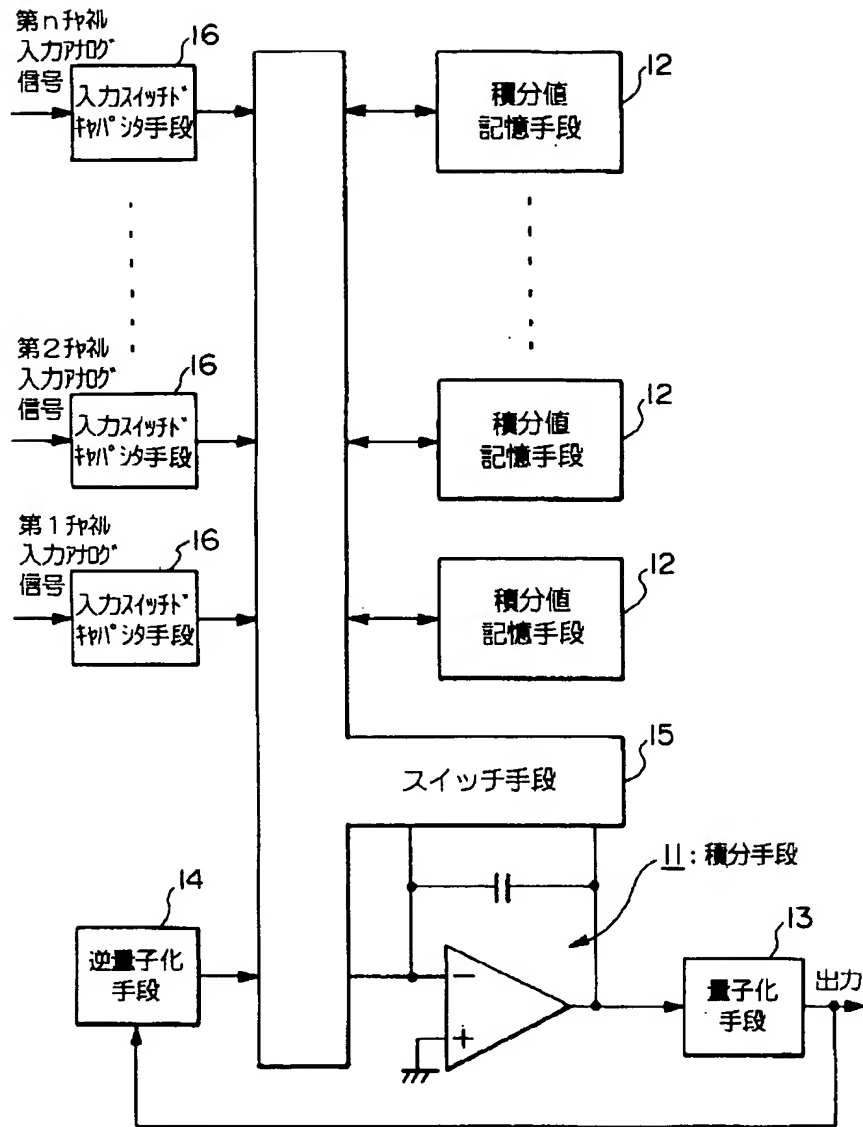 第nチャネル
入力アナログ
信号
16
入力スイッチド
キャパシタ手段
12
積分値
記憶手段
第2チャネル
入力アナログ
信号
16
入力スイッチド
キャパシタ手段
12
積分値
記憶手段
第1チャネル
入力アナログ
信号
16
入力スイッチド
キャパシタ手段
12
積分値
記憶手段
15
スイッチ手段
11:積分手段
14
逆量子化
手段
−
+
13
量子化
手段
出力